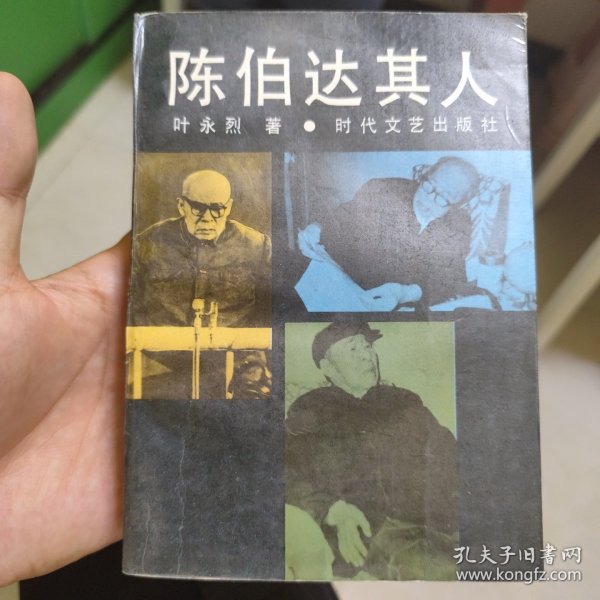 陈伯达其人
叶永烈 著 ● 时代文艺出版社
孔夫子旧书网
www.kongfz.com